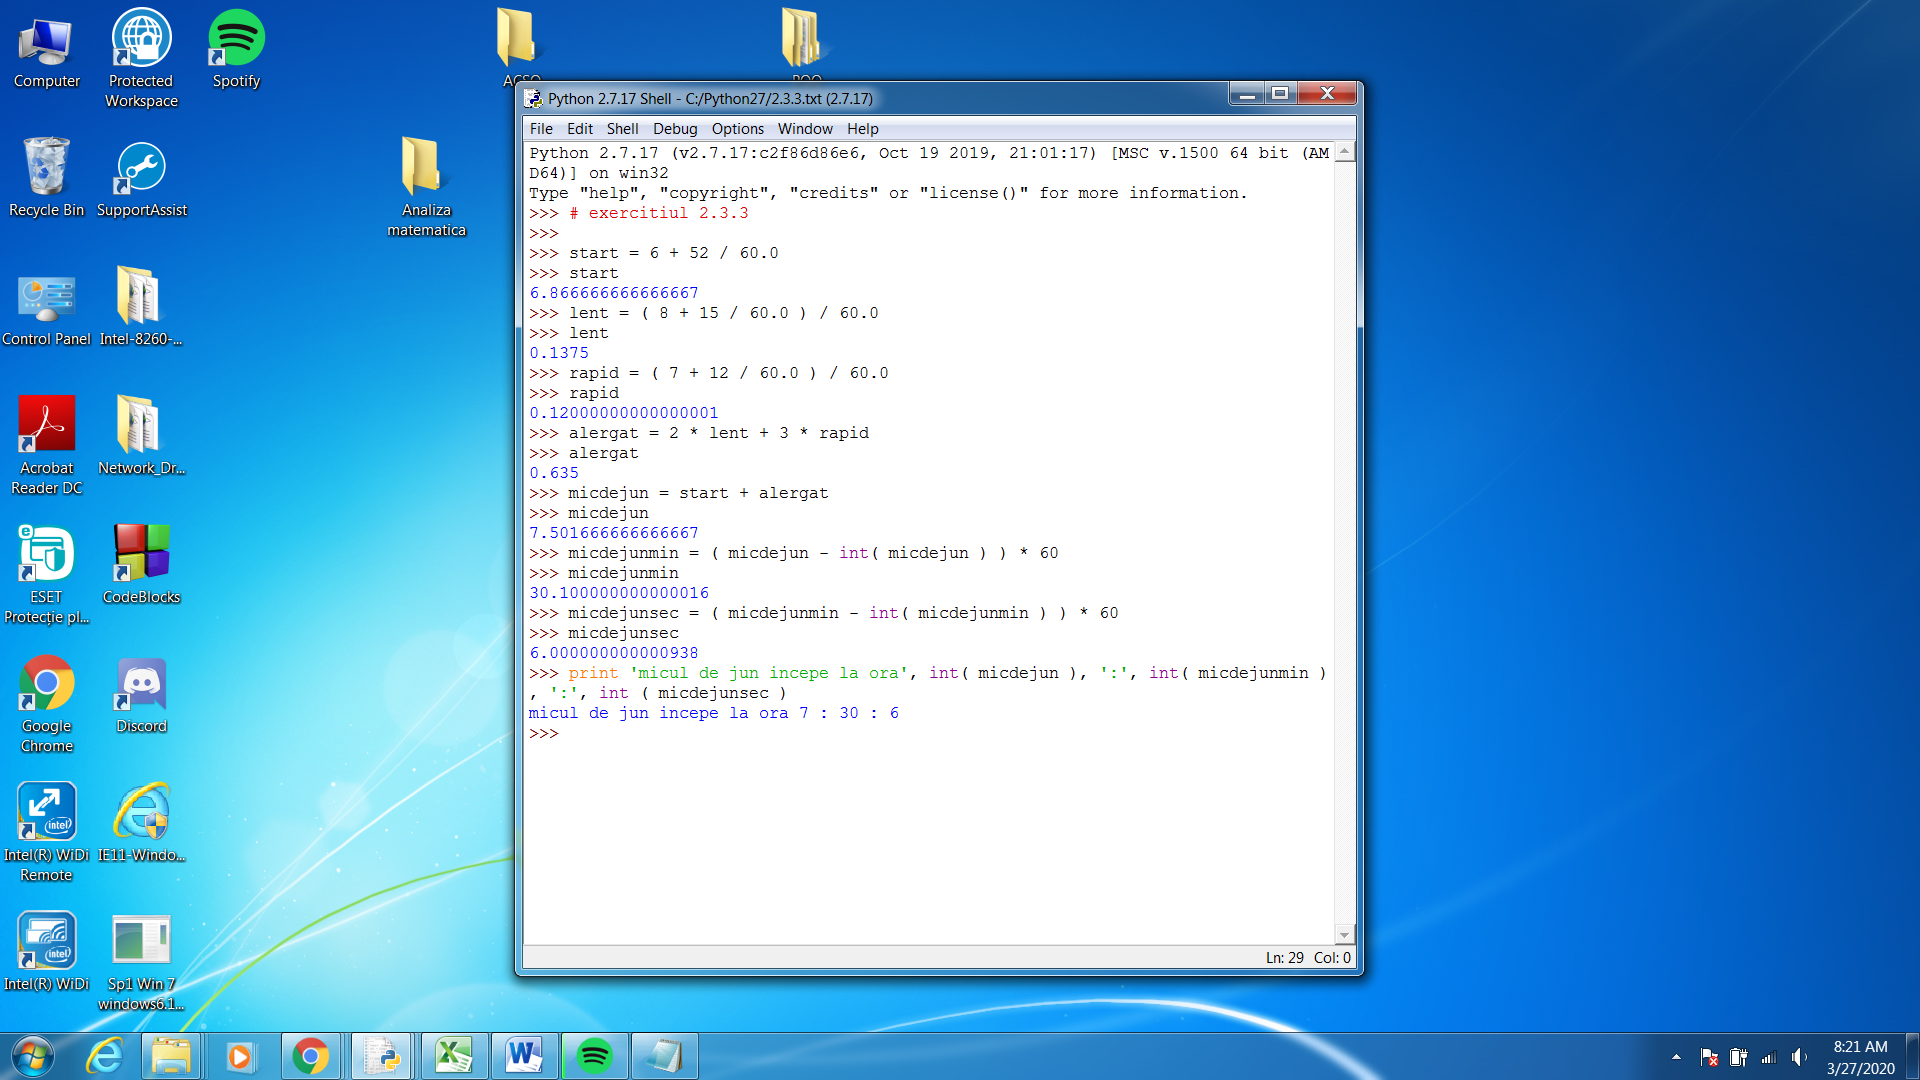 Computer
Protected
Workspace
Spotify
Recycle Bin
SupportAssist
Analiza
matematica
Control Panel
Intel-8260-...
Acrobat
Reader DC
Network_Dr...
ESET
Protecție pl...
CodeBlocks
Google
Chrome
Discord
Intel(R) WiDi
Remote
IE11-Windo...
Intel(R) WiDi
Sp1 Win 7
windows6.1...
Python 2.7.17 Shell - C:/Python27/2.3.3.txt (2.7.17)
File Edit Shell Debug Options Window Help
Python 2.7.17 (v2.7.17:c2f86d86e6, Oct 19 2019, 21:01:17) [MSC v.1500 64 bit (AM
D64)] on win32
Type "help", "copyright", "credits" or "license()" for more information.
>>> # exercitiul 2.3.3
>>>
>>> start = 6 + 52 / 60.0
>>> start
6.866666666666667
>>> lent = ( 8 + 15 / 60.0 ) / 60.0
>>> lent
0.1375
>>> rapid = ( 7 + 12 / 60.0 ) / 60.0
>>> rapid
0.12000000000000001
>>> alergat = 2 * lent + 3 * rapid
>>> alergat
0.635
>>> micdejun = start + alergat
>>> micdejun
7.501666666666667
>>> micdejunmin = ( micdejun - int( micdejun ) ) * 60
>>> micdejunmin
30.100000000000016
>>> micdejunsec = ( micdejunmin - int( micdejunmin ) ) * 60
>>> micdejunsec
6.000000000000938
>>> print 'micul de jun incepe la ora', int( micdejun ), ':', int( micdejunmin )
, ':', int ( micdejunsec )
micul de jun incepe la ora 7 : 30 : 6
>>>
Ln: 29 Col: 0
8:21 AM
3/27/2020